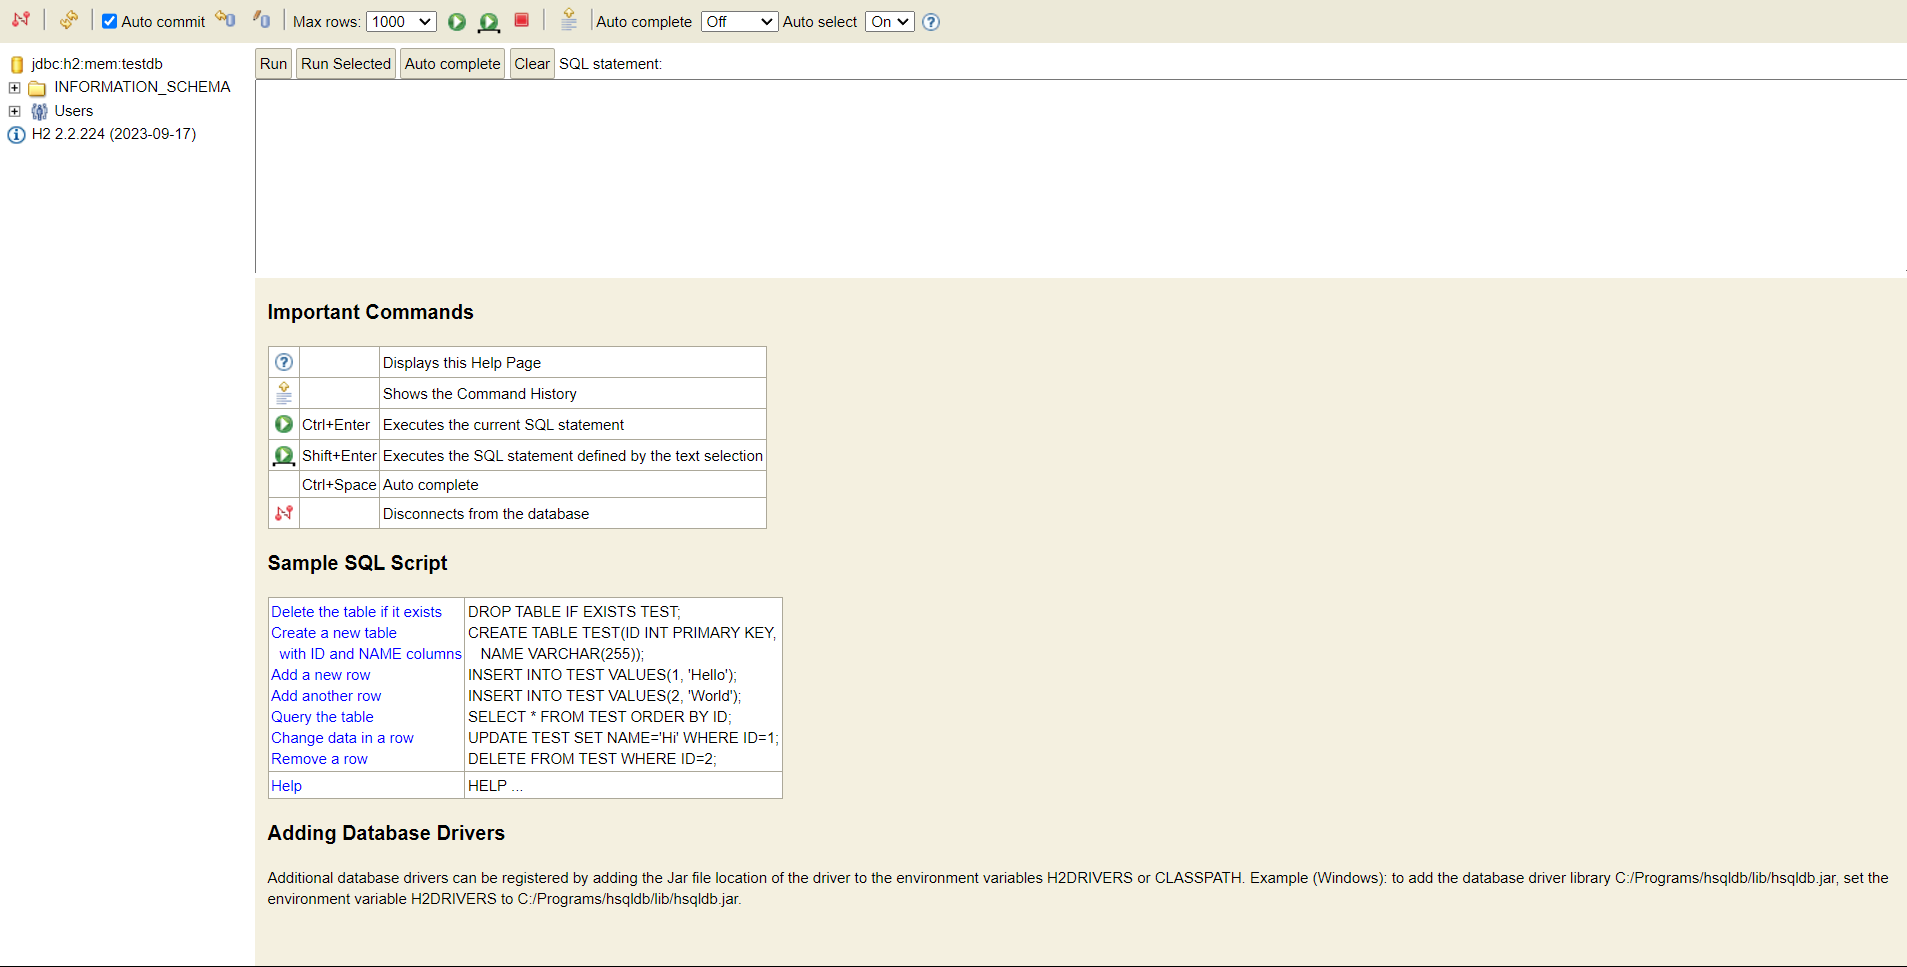 Auto commit Max rows: 1000 Auto complete Off Auto select On
jdbc:h2:mem:testdb
INFORMATION_SCHEMA
Users
H2 2.2.224 (2023-09-17)
Run Run Selected Auto complete Clear SQL statement:
Important Commands
Displays this Help Page
Shows the Command History
Ctrl+Enter Executes the current SQL statement
Shift+Enter Executes the SQL statement defined by the text selection
Ctrl+Space Auto complete
Disconnects from the database
Sample SQL Script
Delete the table if it exists DROP TABLE IF EXISTS TEST;
Create a new table CREATE TABLE TEST(ID INT PRIMARY KEY,
with ID and NAME columns NAME VARCHAR(255));
Add a new row INSERT INTO TEST VALUES(1, 'Hello');
Add another row INSERT INTO TEST VALUES(2, 'World');
Query the table SELECT * FROM TEST ORDER BY ID;
Change data in a row UPDATE TEST SET NAME='Hi' WHERE ID=1;
Remove a row DELETE FROM TEST WHERE ID=2;
Help HELP ...
Adding Database Drivers
Additional database drivers can be registered by adding the Jar file location of the driver to the environment variables H2DRIVERS or CLASSPATH. Example (Windows): to add the database driver library C:/Programs/hsqldb/lib/hsqldb.jar, set the
environment variable H2DRIVERS to C:/Programs/hsqldb/lib/hsqldb.jar.